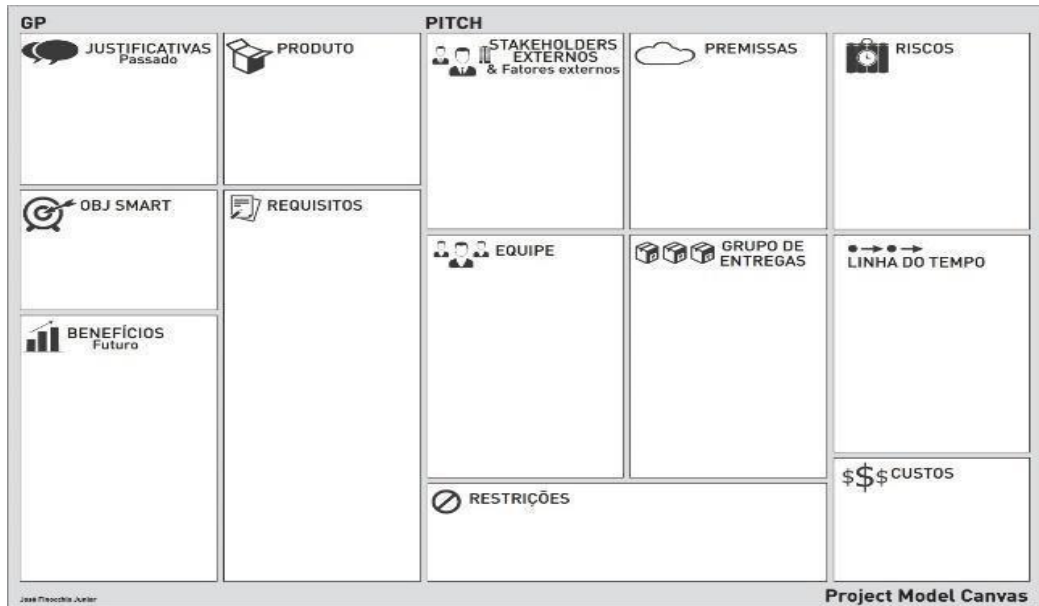 GP
PITCH
JUSTIFICATIVAS
Passado
PRODUTO
STAKEHOLDERS
EXTERNOS
& Fatores externos
PREMISSAS
RISCOS
OBJ SMART
REQUISITOS
EQUIPE
GRUPO DE
ENTREGAS
LINHA DO TEMPO
BENEFÍCIOS
Futuro
RESTRIÇÕES
$$$ CUSTOS
José Finocchio Junior
Project Model Canvas